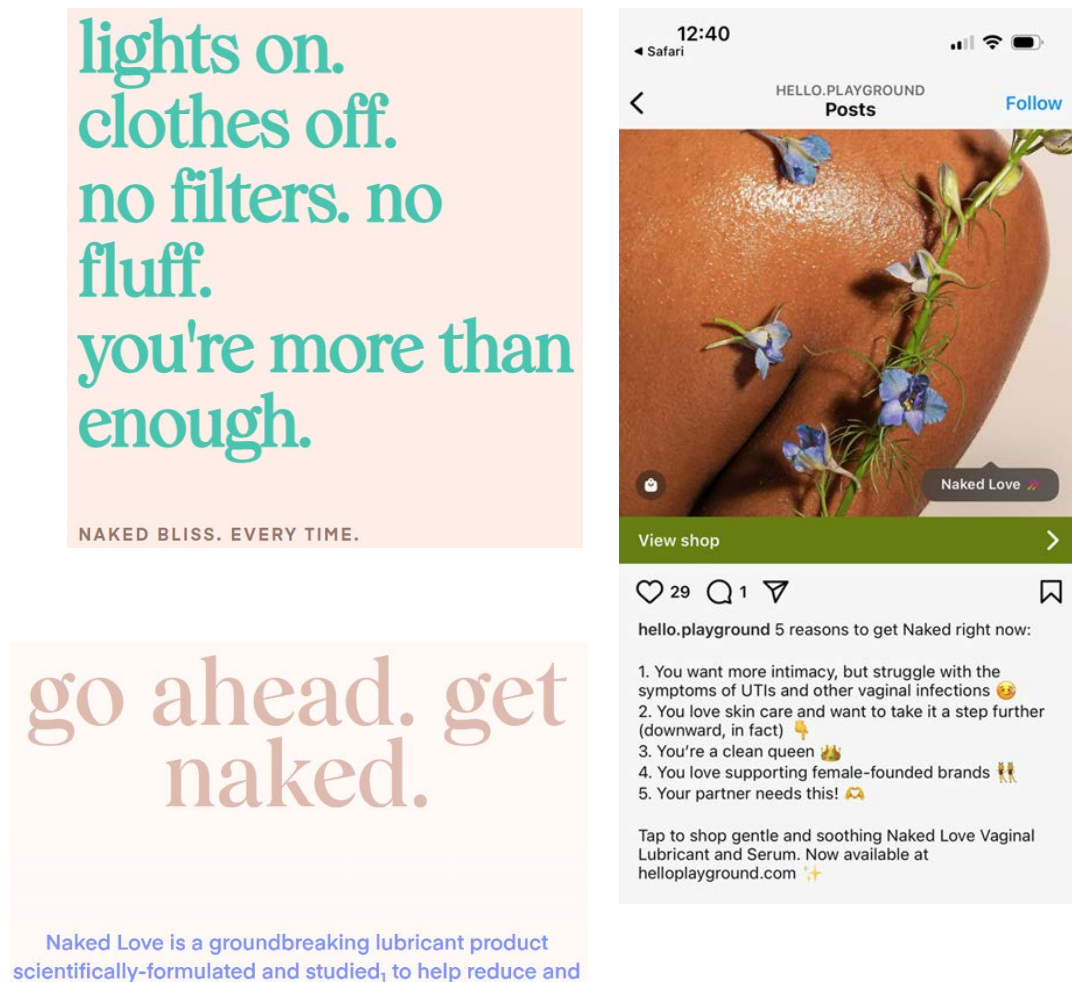 lights on.
clothes off.
no filters. no
fluff.
you're more than
enough.
NAKED BLISS. EVERY TIME.
go ahead. get
naked.
Naked Love is a groundbreaking lubricant product
scientifically-formulated and studied₁ to help reduce and
12:40
◀ Safari
HELLO.PLAYGROUND
Posts
Follow
Naked Love 💅
View shop
29
1
hello.playground 5 reasons to get Naked right now:
1. You want more intimacy, but struggle with the
symptoms of UTIs and other vaginal infections 🤒
2. You love skin care and want to take it a step further
(downward, in fact) 👇
3. You're a clean queen 👑
4. You love supporting female-founded brands 👯
5. Your partner needs this! 🫶
Tap to shop gentle and soothing Naked Love Vaginal
Lubricant and Serum. Now available at
helloplayground.com ✨